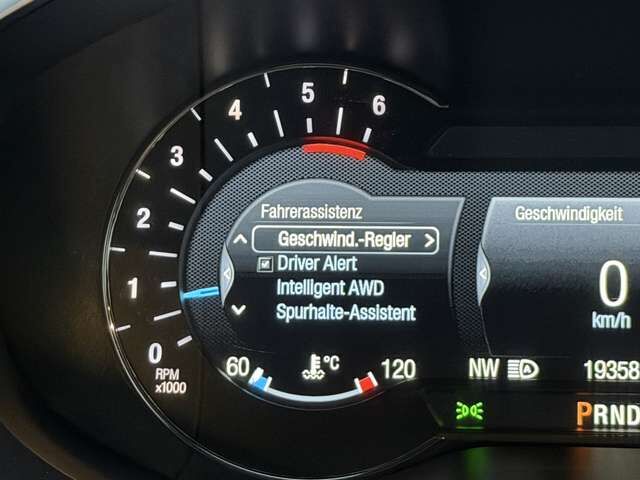 6
5
4
3
2
1
0
RPM
x1000
Fahrerassistenz
Geschwind.-Regler
Driver Alert
Intelligent AWD
Spurhalte-Assistent
60 °C 120
Geschwindigkeit
0
km/h
NW A 19358
PRND